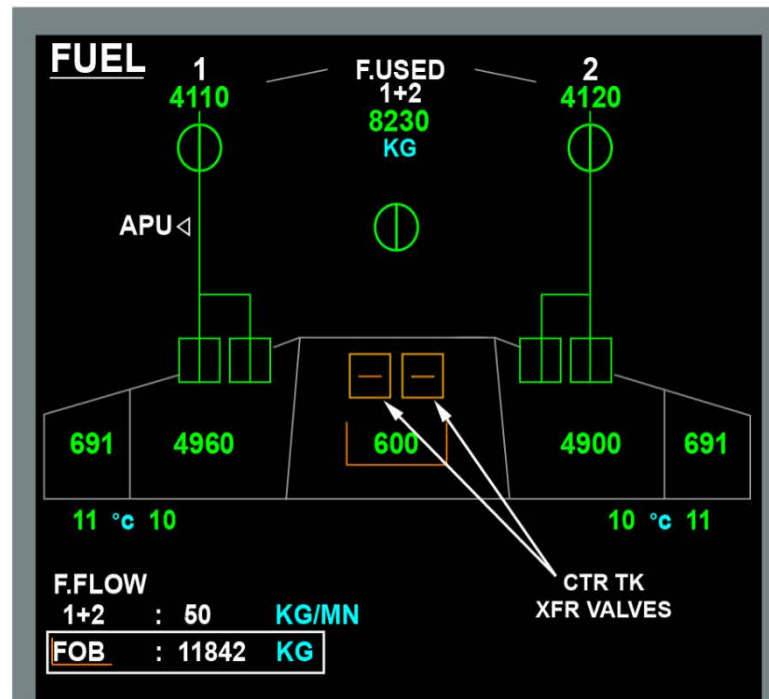 FUEL 1 F.USED 2
4110 1+2 4120
8230
KG
APU
691 4960 600 4900 691
11 °c 10 10 °c 11
F.FLOW
1+2 : 50 KG/MN
FOB : 11842 KG
CTR TK
XFR VALVES